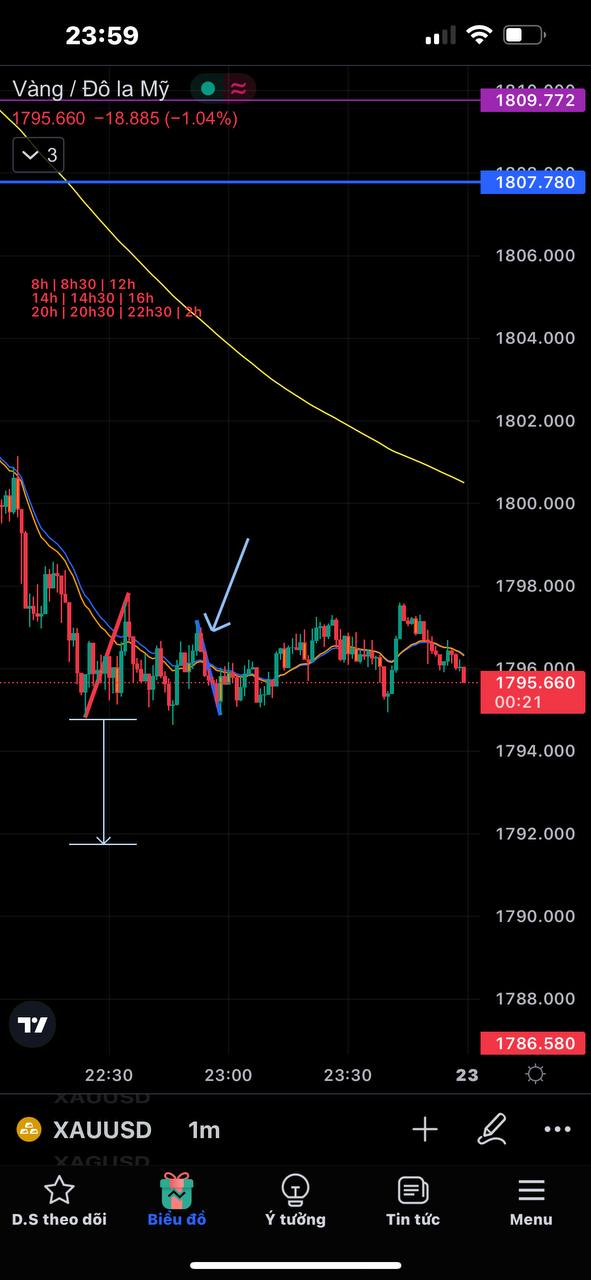 23:59
Vàng / Đô la Mỹ
1809.772
1795.660 −18.885 (−1.04%)
3
1807.780
1806.000
8h | 8h30 | 12h
14h | 14h30 | 16h
20h | 20h30 | 22h30 | 2h
1804.000
1802.000
1800.000
1798.000
1796.000
1795.660
00:21
1794.000
1792.000
1790.000
1788.000
1786.580
22:30 23:00 23:30 23
XAUUSD 1m
XAGUSD
D.S theo dõi Biểu đồ Ý tưởng Tin tức Menu